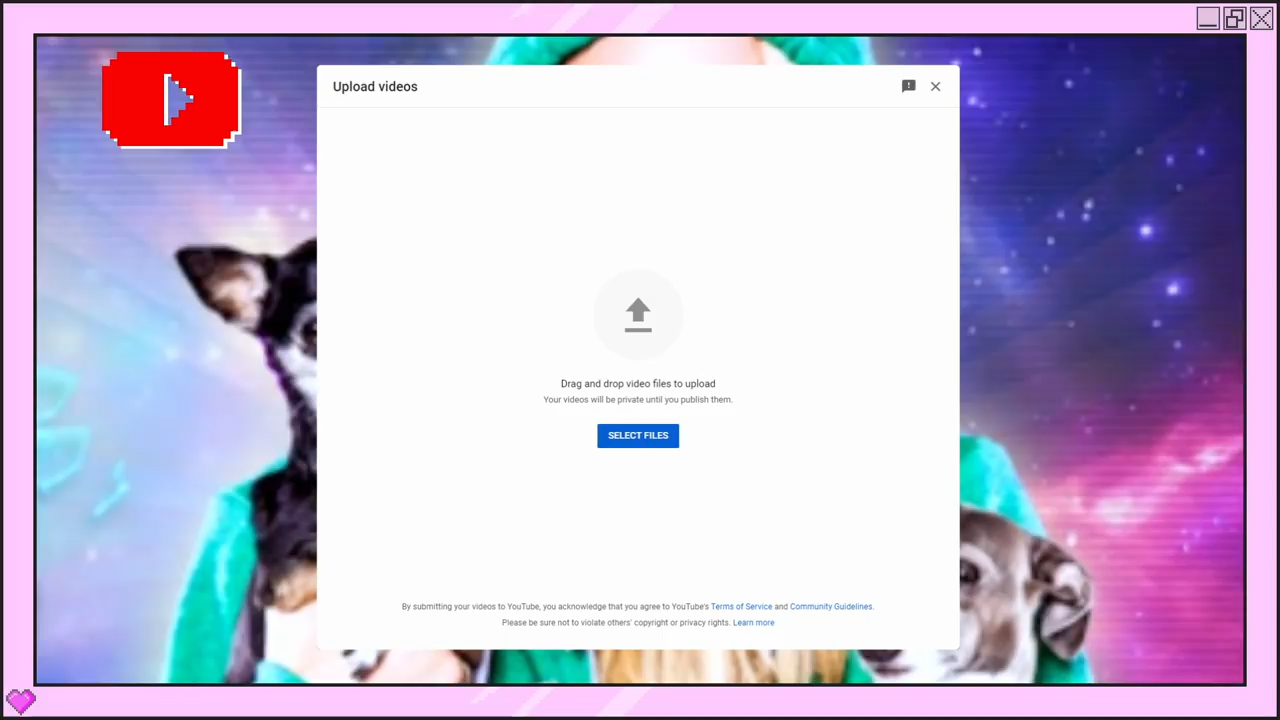 Upload videos
Drag and drop video files to upload
Your videos will be private until you publish them.
SELECT FILES
By submitting your videos to YouTube, you acknowledge that you agree to YouTube's Terms of Service and Community Guidelines.
Please be sure not to violate others' copyright or privacy rights. Learn more